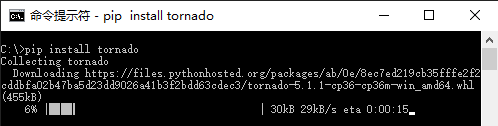 命令提示符 - pip  install tornado
C:\>pip install tornado
Collecting tornado
  Downloading https://files.pythonhosted.org/packages/ab/0e/8ec7ed219cb35fffe2f2
cddbfa02b47ba5d23dd9026a41b3f2bdd63cdec3/tornado-5.1.1-cp36-cp36m-win_amd64.whl
(455kB)
    6% |██                              | 30kB 29kB/s eta 0:00:15